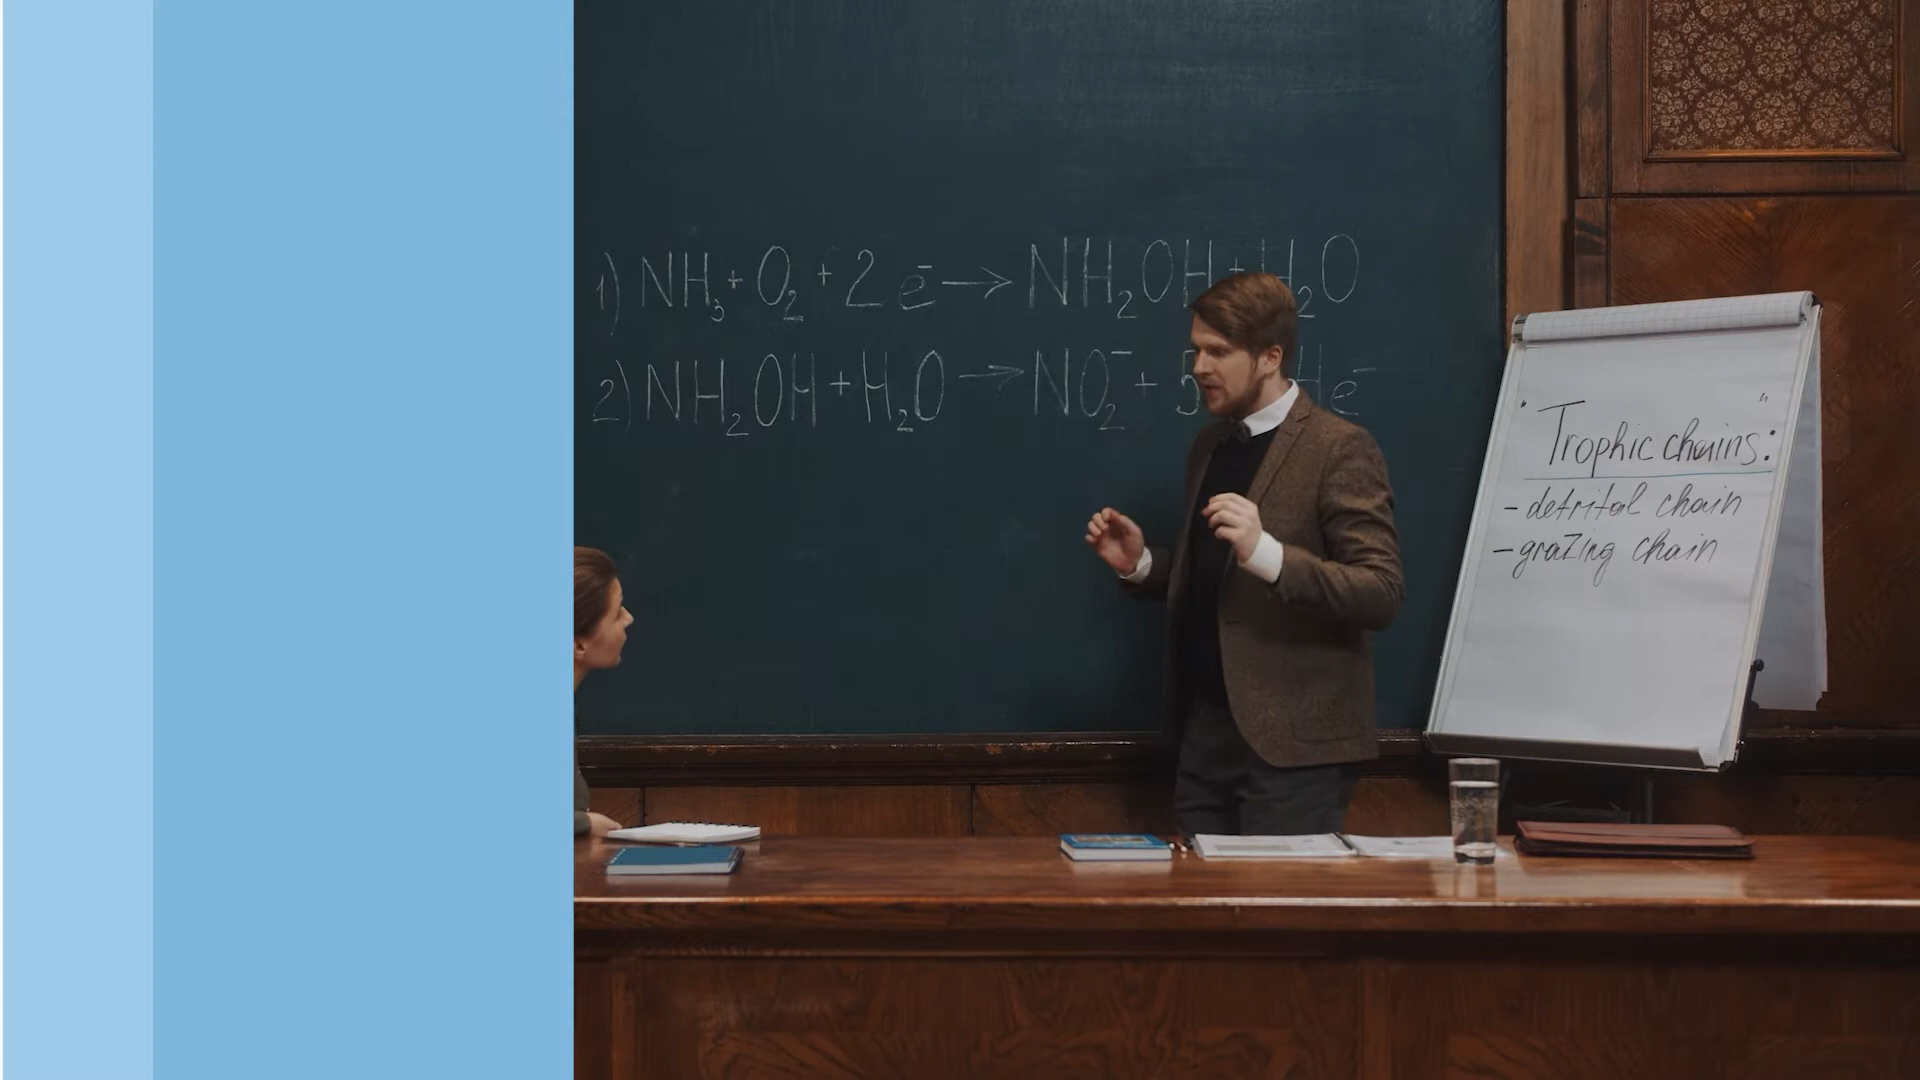 1) NH₃ + O₂ + 2 e⁻ → NH₂OH + H₂O
2) NH₂OH + H₂O → NO₂⁻ + 5 H e⁻
" Trophic chains: "
- detrital chain
- grazing chain